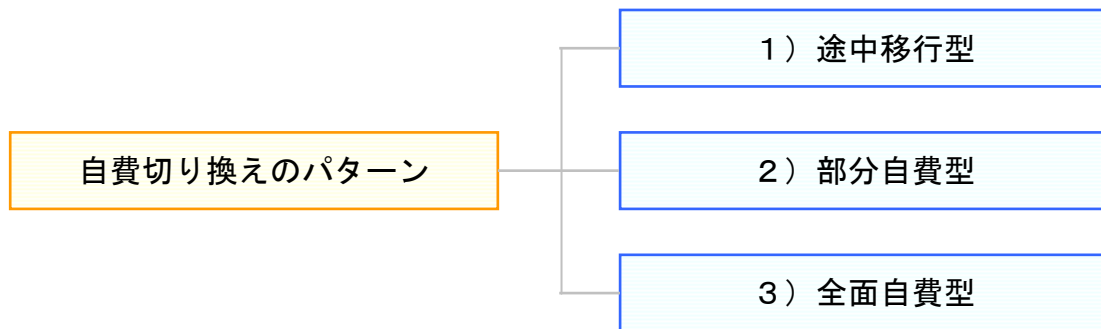 自費切り換えのパターン
１）途中移行型
２）部分自費型
３）全面自費型